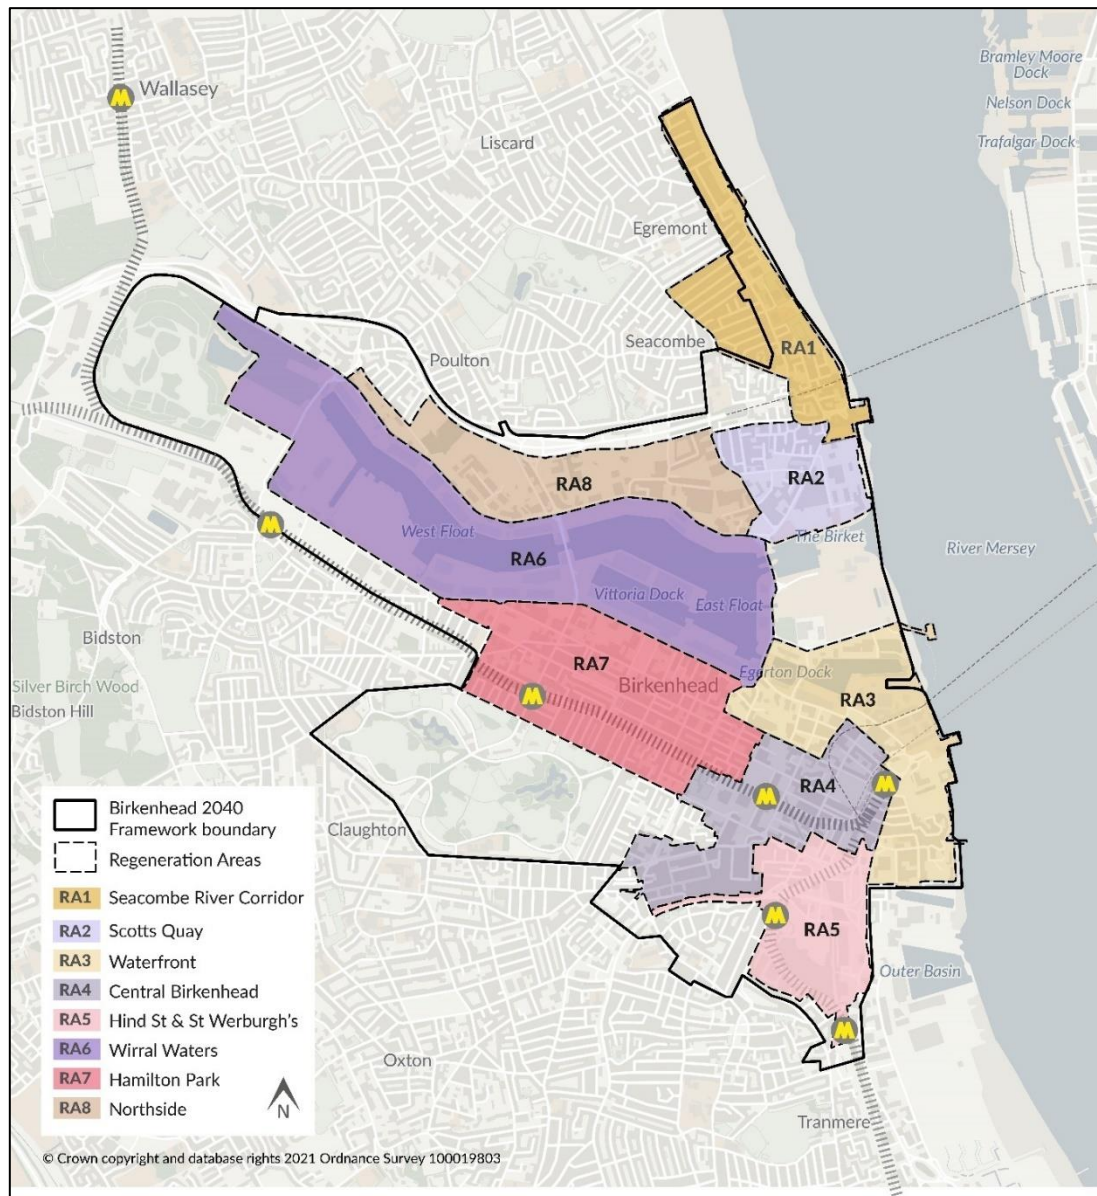 Bramley Moore
Dock
Wallasey
Nelson Dock
Trafalgar Dock
Liscard
Egremont
Seacombe
RA1
Poulton
RA2
RA8
West Float
The Birket
River Mersey
RA6
Vittoria Dock
East Float
Bidston
RA7
Egerton Dock
Silver Birch Wood
Birkenhead
RA3
Bidston Hill
RA4
Claughton
RA5
Outer Basin
Oxton
Tranmere
Birkenhead 2040
Framework boundary
Regeneration Areas
RA1 Seacombe River Corridor
RA2 Scotts Quay
RA3 Waterfront
RA4 Central Birkenhead
RA5 Hind St & St Werburgh's
RA6 Wirral Waters
RA7 Hamilton Park
RA8 Northside
N
© Crown copyright and database rights 2021 Ordnance Survey 100019803